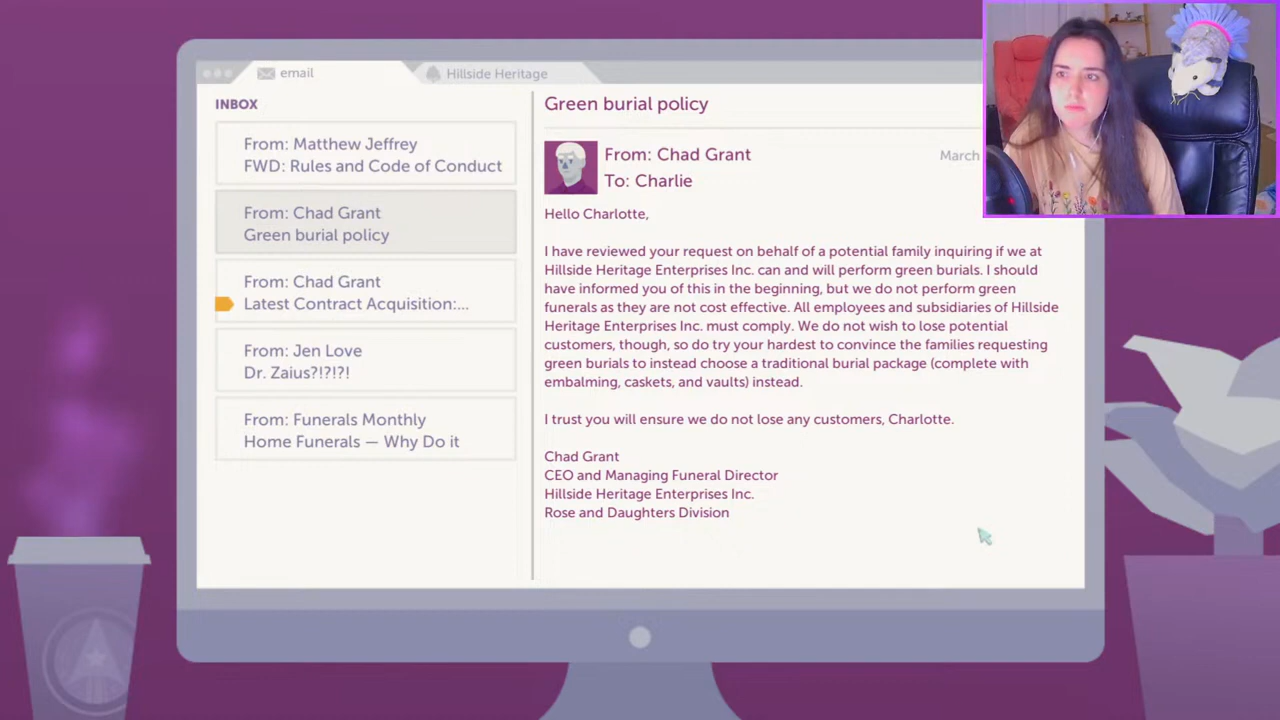 email
Hillside Heritage
INBOX
From: Matthew Jeffrey
FWD: Rules and Code of Conduct
From: Chad Grant
Green burial policy
From: Chad Grant
Latest Contract Acquisition:...
From: Jen Love
Dr. Zaius?!?!?!
From: Funerals Monthly
Home Funerals — Why Do it
Green burial policy
From: Chad Grant
March
To: Charlie
Hello Charlotte,
I have reviewed your request on behalf of a potential family inquiring if we at
Hillside Heritage Enterprises Inc. can and will perform green burials. I should
have informed you of this in the beginning, but we do not perform green
funerals as they are not cost effective. All employees and subsidiaries of Hillside
Heritage Enterprises Inc. must comply. We do not wish to lose potential
customers, though, so do try your hardest to convince the families requesting
green burials to instead choose a traditional burial package (complete with
embalming, caskets, and vaults) instead.
I trust you will ensure we do not lose any customers, Charlotte.
Chad Grant
CEO and Managing Funeral Director
Hillside Heritage Enterprises Inc.
Rose and Daughters Division